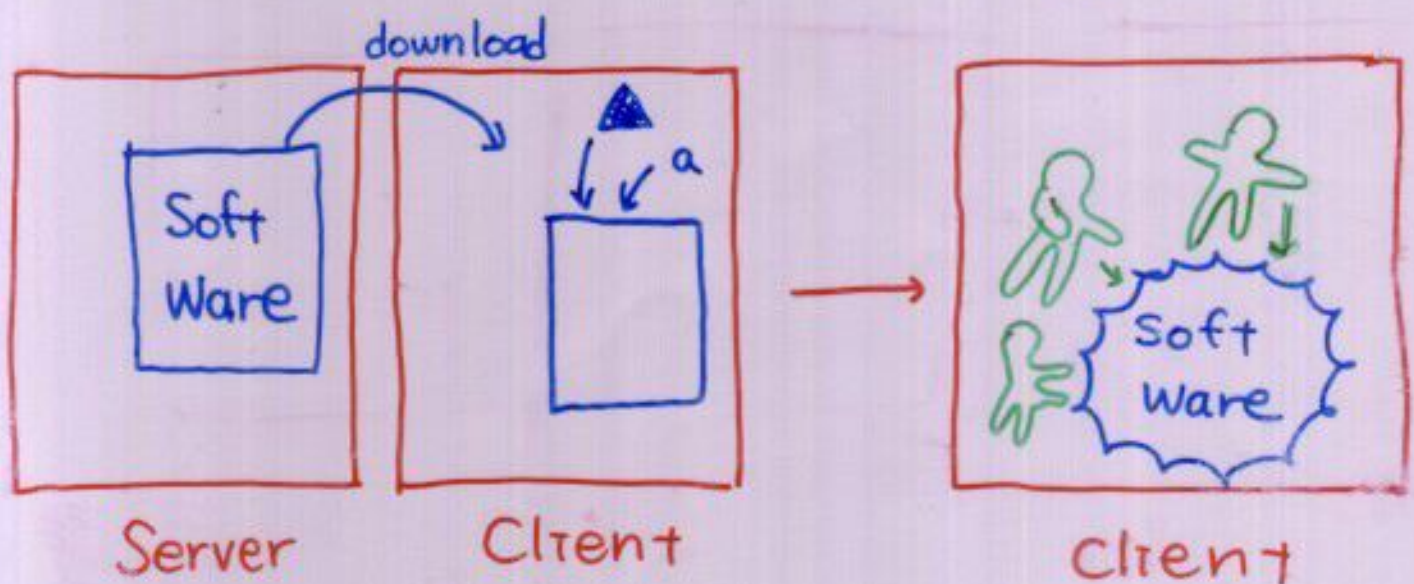 download
Soft
Ware
a
Soft
ware
Server
Client
Client